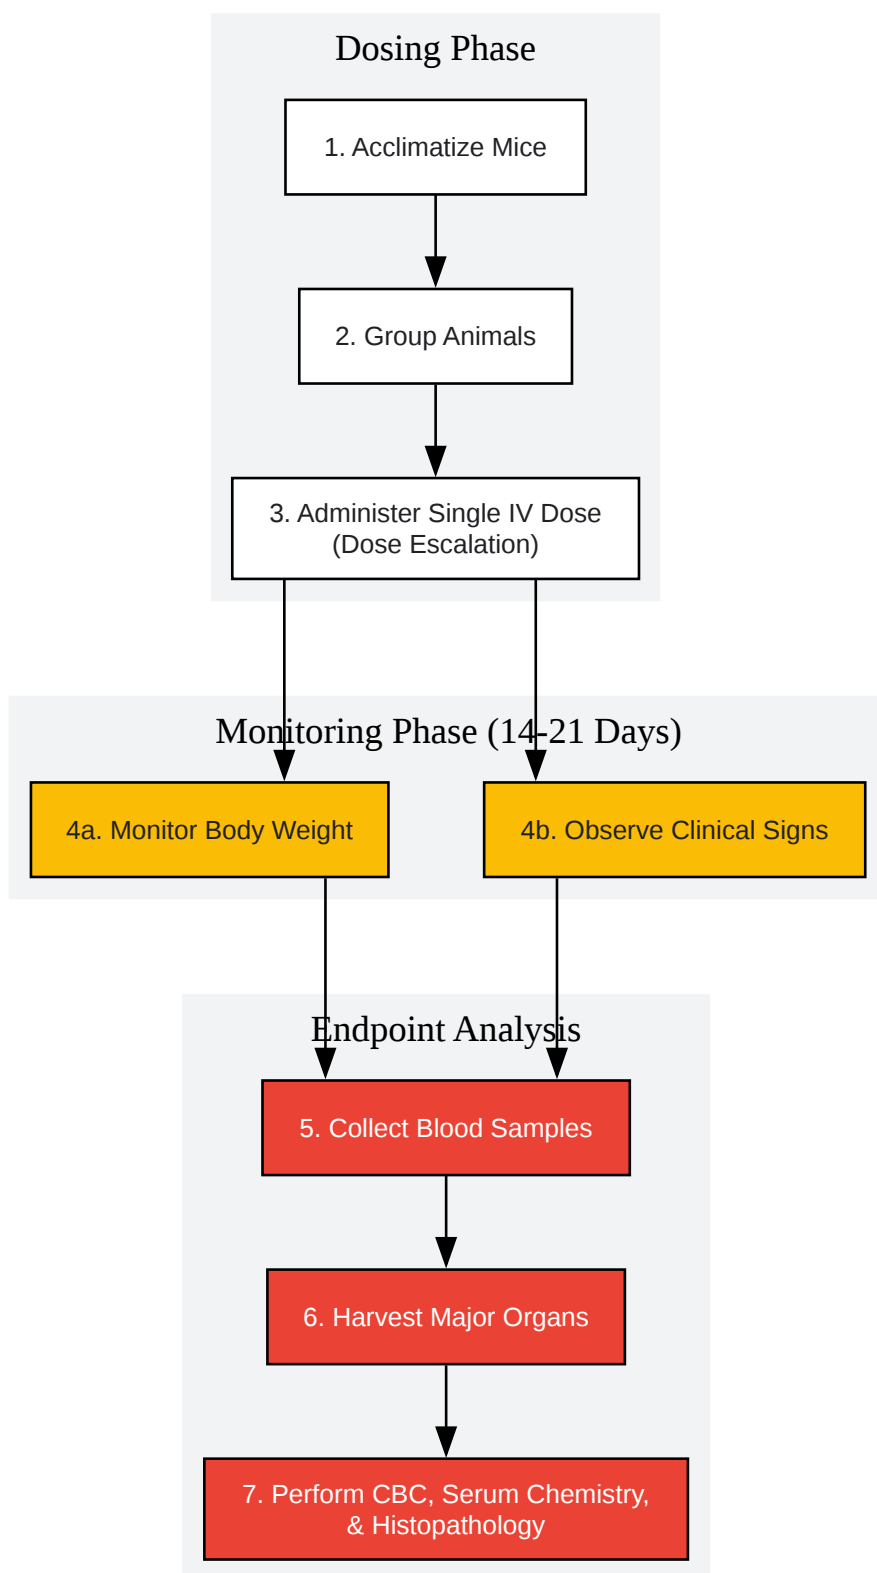 Dosing Phase
1. Acclimatize Mice
2. Group Animals
3. Administer Single IV Dose
(Dose Escalation)
Monitoring Phase (14-21 Days)
4a. Monitor Body Weight
4b. Observe Clinical Signs
Endpoint Analysis
5. Collect Blood Samples
6. Harvest Major Organs
7. Perform CBC, Serum Chemistry,
& Histopathology